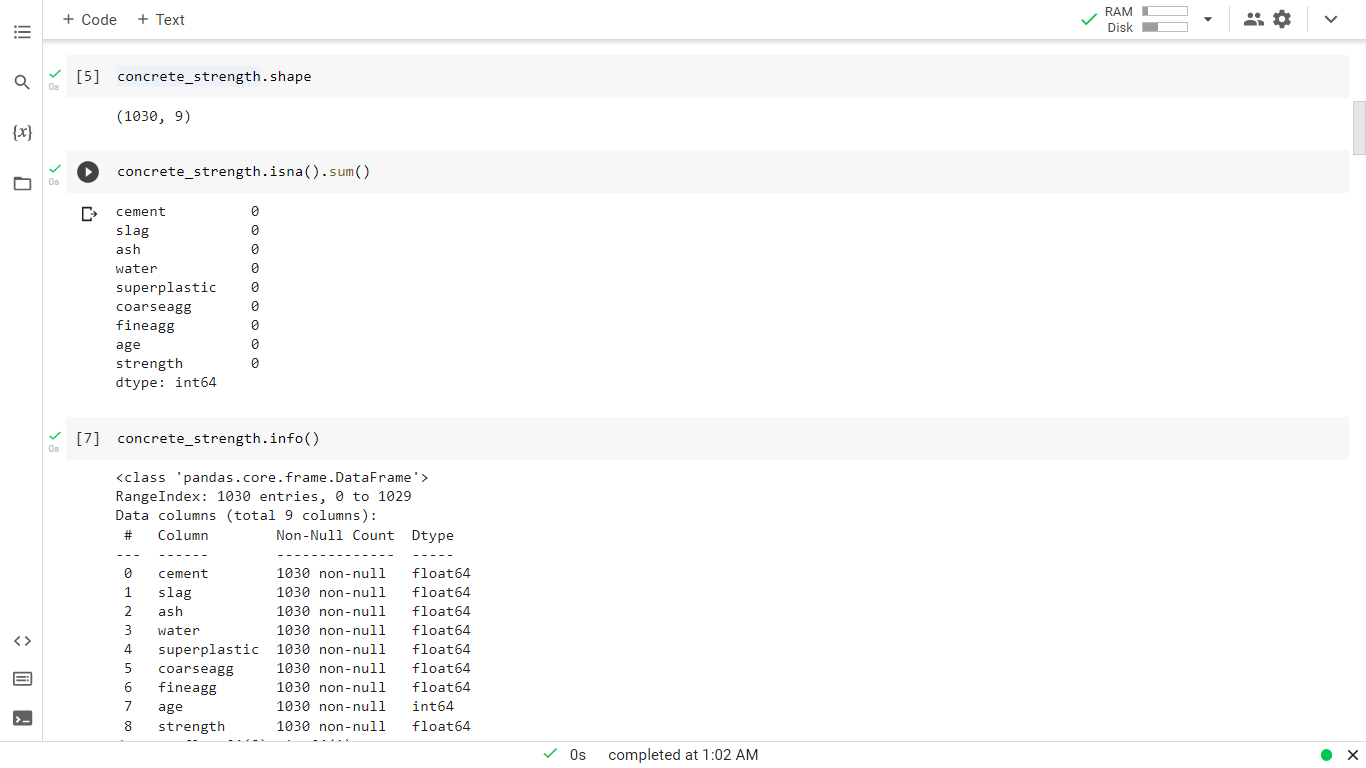 + Code + Text
RAM
Disk
{x}
0s
[5] concrete_strength.shape
(1030, 9)
0s
concrete_strength.isna().sum()
cement 0
slag 0
ash 0
water 0
superplastic 0
coarseagg 0
fineagg 0
age 0
strength 0
dtype: int64
0s
[7] concrete_strength.info()
<class 'pandas.core.frame.DataFrame'>
RangeIndex: 1030 entries, 0 to 1029
Data columns (total 9 columns):
# Column Non-Null Count Dtype
--- ------ -------------- -----
0 cement 1030 non-null float64
1 slag 1030 non-null float64
2 ash 1030 non-null float64
3 water 1030 non-null float64
4 superplastic 1030 non-null float64
5 coarseagg 1030 non-null float64
6 fineagg 1030 non-null float64
7 age 1030 non-null int64
8 strength 1030 non-null float64
0s completed at 1:02 AM